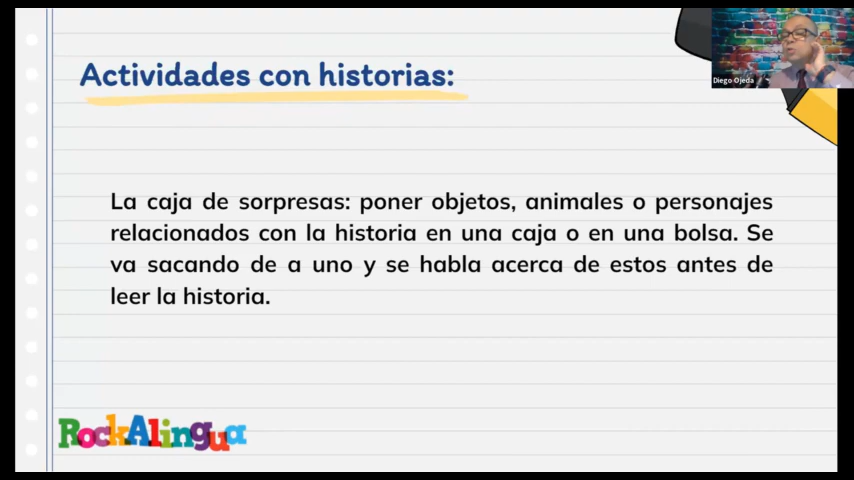 Actividades con historias:
Diego Ojeda
La caja de sorpresas: poner objetos, animales o personajes
relacionados con la historia en una caja o en una bolsa. Se
va sacando de a uno y se habla acerca de estos antes de
leer la historia.
RockAlingua